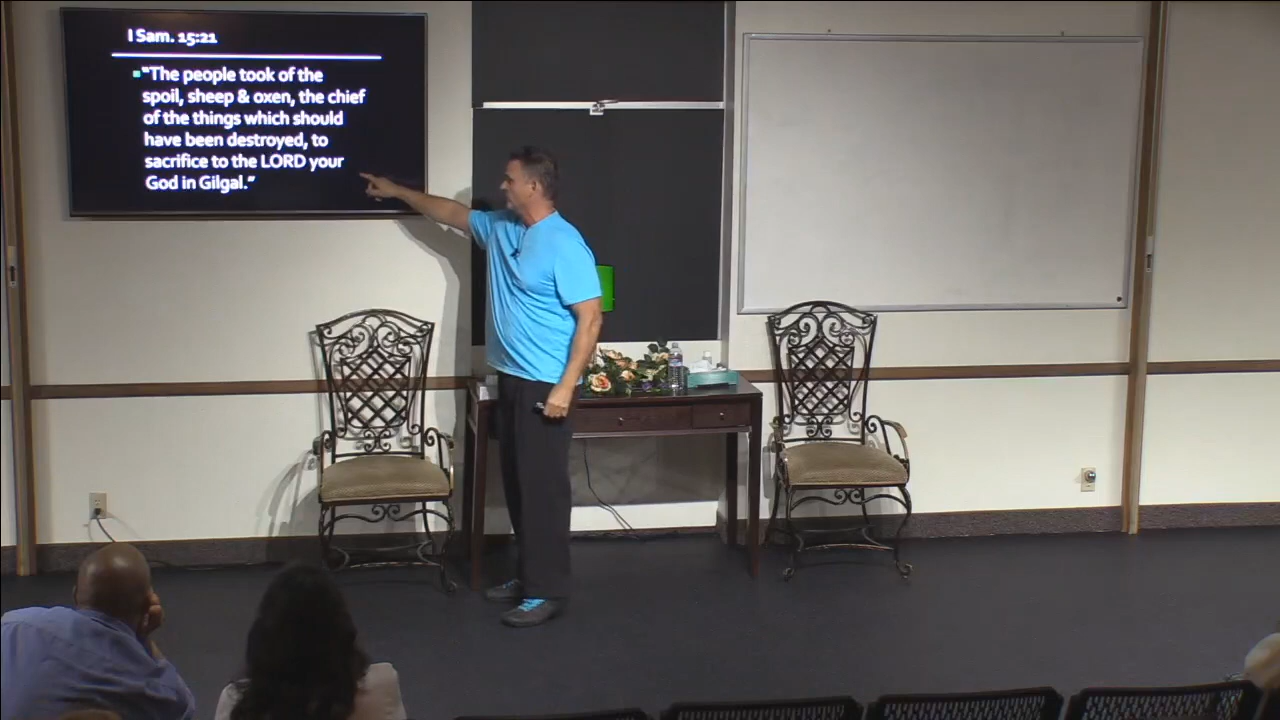 I Sam. 15:21
"The people took of the
spoil, sheep & oxen, the chief
of the things which should
have been destroyed, to
sacrifice to the LORD your
God in Gilgal."